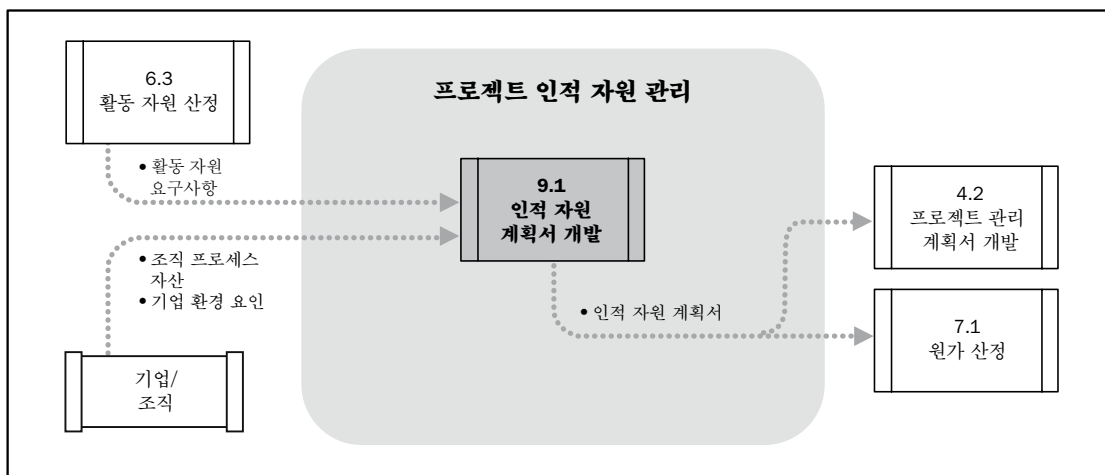 6.3
활동 자원 산정
프로젝트 인적 자원 관리
• 활동 자원
요구사항
9.1
인적 자원
계획서 개발
4.2
프로젝트 관리
계획서 개발
• 조직 프로세스
자산
• 기업 환경 요인
• 인적 자원 계획서
7.1
원가 산정
기업/
조직